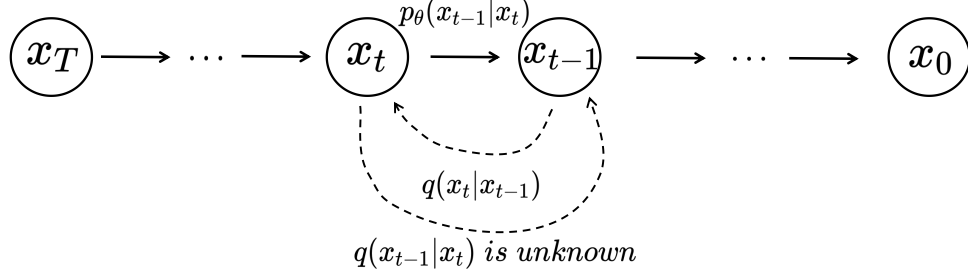 p_θ(x_{t−1}|x_t)
x_T ⋯ x_t x_{t−1} ⋯ x_0
q(x_t|x_{t−1})
q(x_{t−1}|x_t) is unknown